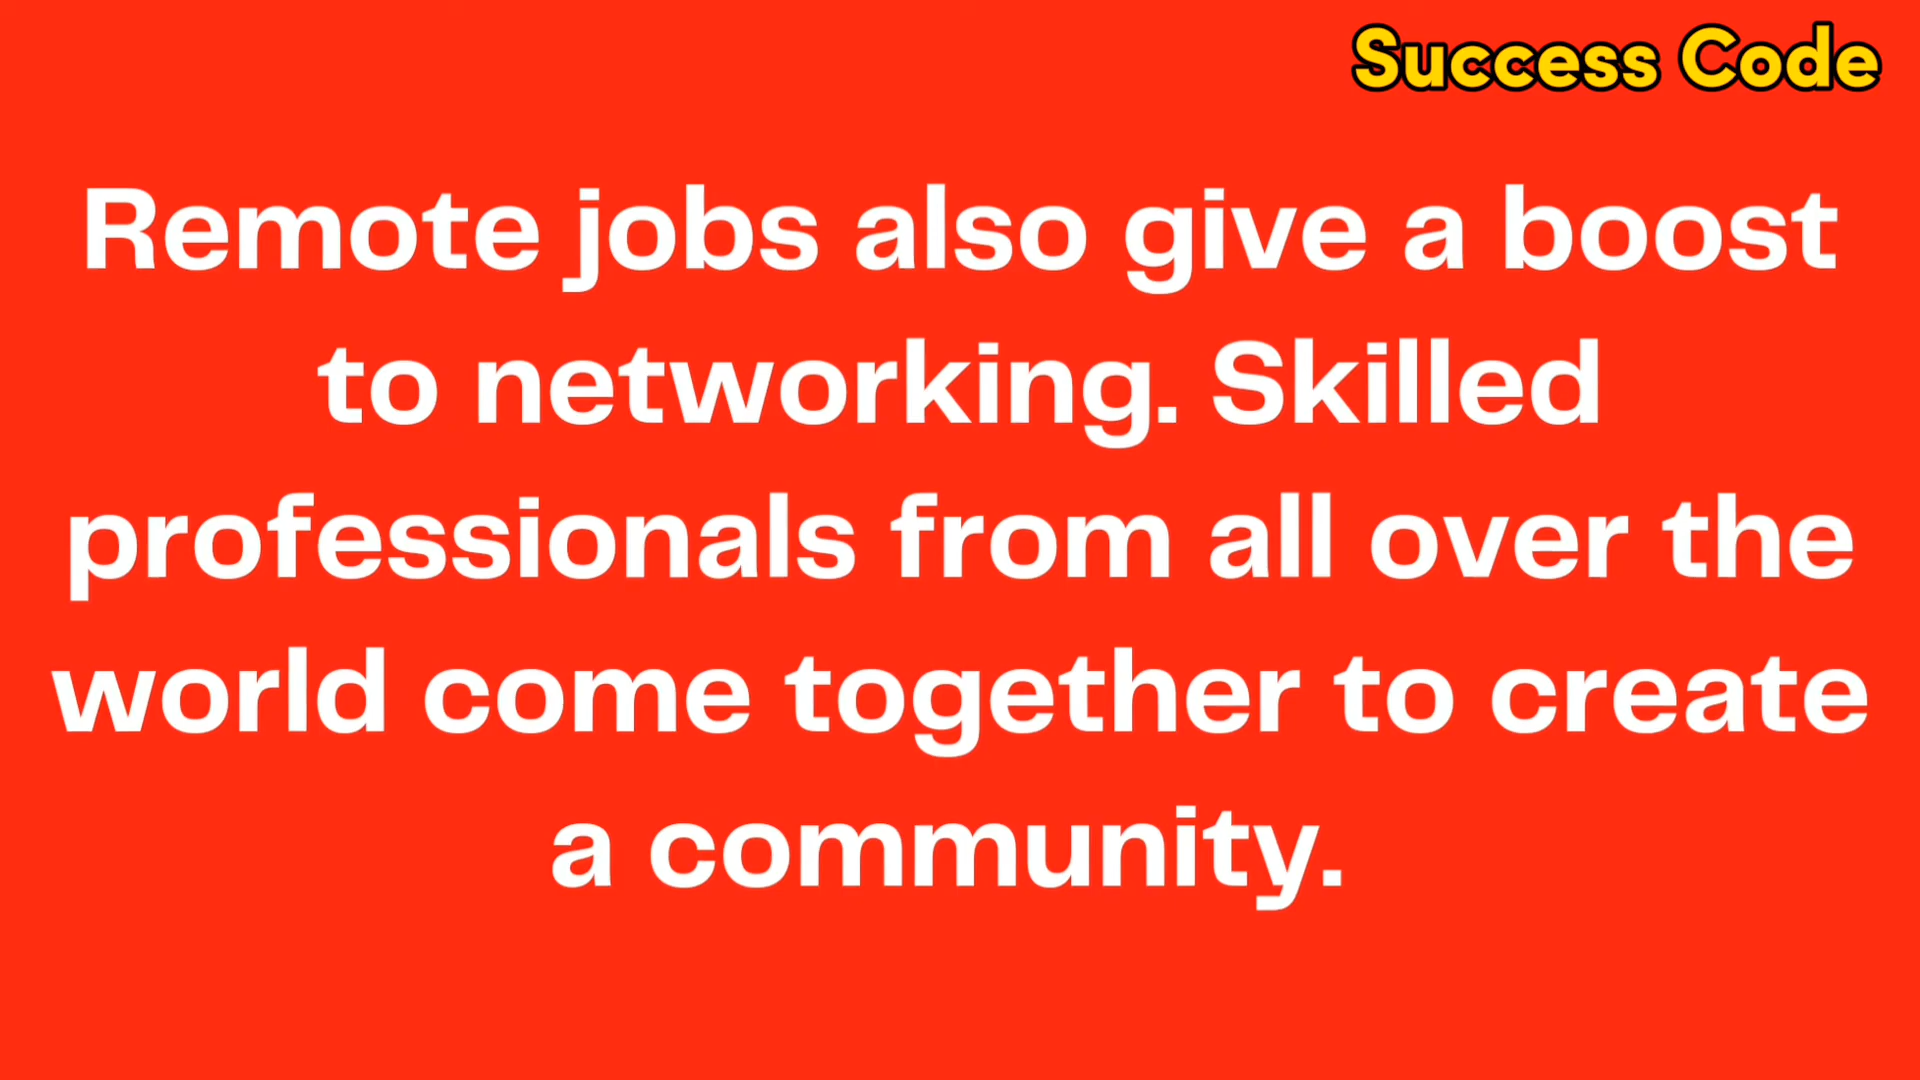 Success Code
Remote jobs also give a boost
to networking. Skilled
professionals from all over the
world come together to create
a community.